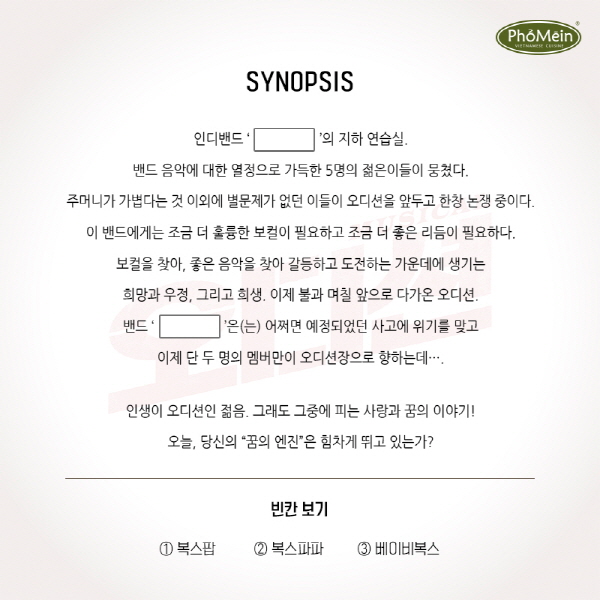 PhổMein®
VIETNAMESE CUISINE
SYNOPSIS
인디밴드 ‘ ’의 지하 연습실.
밴드 음악에 대한 열정으로 가득한 5명의 젊은이들이 뭉쳤다.
주머니가 가볍다는 것 이외에 별문제가 없던 이들이 오디션을 앞두고 한창 논쟁 중이다.
이 밴드에게는 조금 더 훌륭한 보컬이 필요하고 조금 더 좋은 리듬이 필요하다.
보컬을 찾아, 좋은 음악을 찾아 갈등하고 도전하는 가운데에 생기는
희망과 우정, 그리고 희생. 이제 불과 며칠 앞으로 다가온 오디션.
밴드 ‘ ’은(는) 어쩌면 예정되었던 사고에 위기를 맞고
이제 단 두 명의 멤버만이 오디션장으로 향하는데….
인생이 오디션인 젊음. 그래도 그중에 피는 사랑과 꿈의 이야기!
오늘, 당신의 “꿈의 엔진”은 힘차게 뛰고 있는가?
빈칸 보기
① 복스팝 ② 복스파파 ③ 베이비복스
MUSICAL
오디션